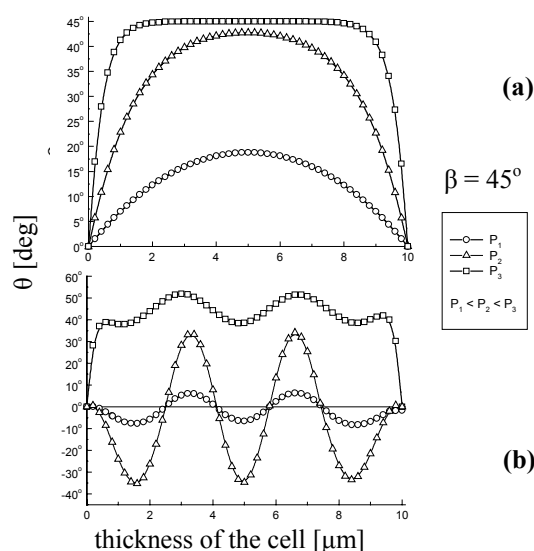 45°
40°
35°
30°
25°
20°
15°
10°
5°
0°
0 2 4 6 8 10
(a)
β = 45°
P₁
P₂
P₃
P₁ < P₂ < P₃
θ [deg]
60°
50°
40°
30°
20°
10°
0°
-10°
-20°
-30°
-40°
0 2 4 6 8 10
(b)
thickness of the cell [μm]